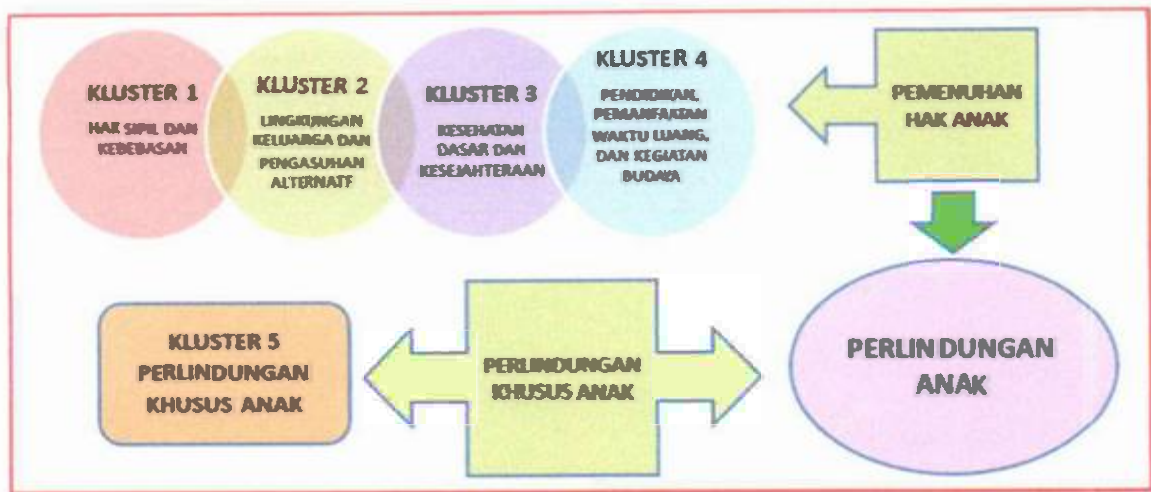 KLUSTER 1
HAK SIPIL DAN
KEBEBASAN
KLUSTER 2
LINGKUNGAN
KELUARGA DAN
PENGASUHAN
ALTERNATF
KLUSTER 3
KESEHATAN
DASAR DAN
KESEJAHTERAAN
KLUSTER 4
PENDIDIKAN,
PEMANFAATAN
WAKTU LUANG,
DAN KEGIATAN
BUDAYA
PEMENUHAN
HAK ANAK
KLUSTER 5
PERLINDUNGAN
KHUSUS ANAK
PERLINDUNGAN
KHUSUS ANAK
PERLINDUNGAN
ANAK